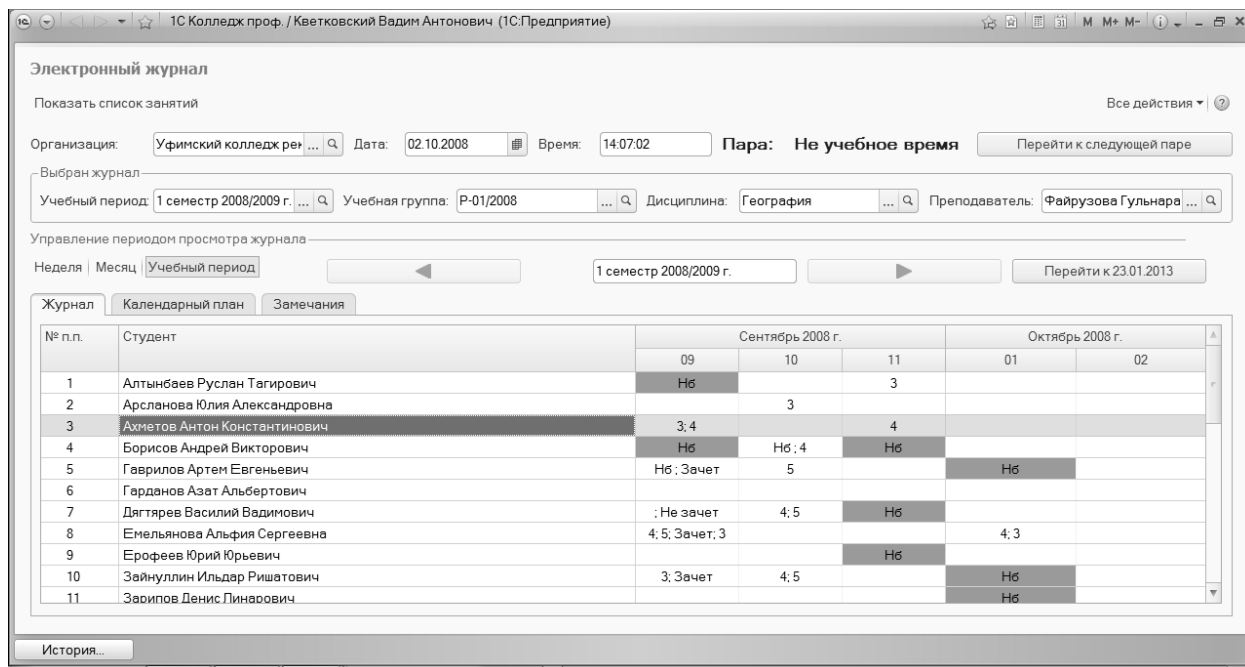 1С Колледж проф. / Кветковский Вадим Антонович (1С:Предприятие) M M+ M-
Электронный журнал
Показать список занятий Все действия
Организация: Уфимский колледж рек ... Дата: 02.10.2008 Время: 14:07:02 Пара: Не учебное время Перейти к следующей паре
Выбран журнал
Учебный период: 1 семестр 2008/2009 г. ... Учебная группа: Р-01/2008 ... Дисциплина: География ... Преподаватель: Файрузова Гульнара ...
Управление периодом просмотра журнала
Неделя Месяц Учебный период 1 семестр 2008/2009 г. Перейти к 23.01.2013
Журнал Календарный план Замечания
№ п.п. Студент Сентябрь 2008 г. Октябрь 2008 г.
09 10 11 01 02
1 Алтынбаев Руслан Тагирович Нб 3
2 Арсланова Юлия Александровна 3
3 Ахметов Антон Константинович 3; 4 4
4 Борисов Андрей Викторович Нб Нб ; 4 Нб
5 Гаврилов Артем Евгеньевич Нб ; Зачет 5 Нб
6 Гарданов Азат Альбертович
7 Дягтярев Василий Вадимович ; Не зачет 4; 5 Нб
8 Емельянова Альфия Сергеевна 4; 5; Зачет; 3 4; 3
9 Ерофеев Юрий Юрьевич Нб
10 Зайнуллин Ильдар Ришатович 3; Зачет 4; 5 Нб
11 Зарипов Денис Линарович Нб
История...